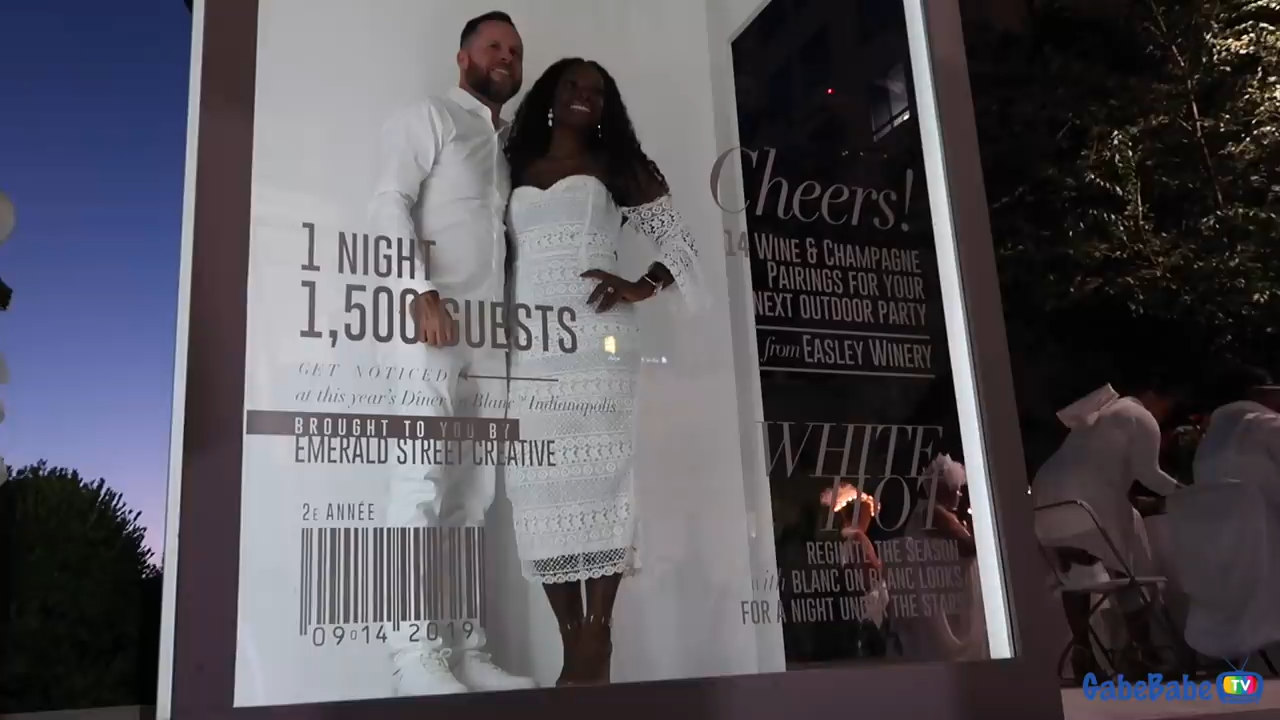 1 NIGHT
1,500 GUESTS
GET NOTICED
at this year's Dîner en Blanc™ Indianapolis
BROUGHT TO YOU BY
EMERALD STREET CREATIVE
2E ANNÉE
09 14 2019
Cheers!
14 WINE & CHAMPAGNE
PAIRINGS FOR YOUR
NEXT OUTDOOR PARTY
from EASLEY WINERY
WHITE
HOT
REIGNITE THE SEASON
with BLANC ON BLANC LOOKS
FOR A NIGHT UNDER THE STARS
GabeBabe TV